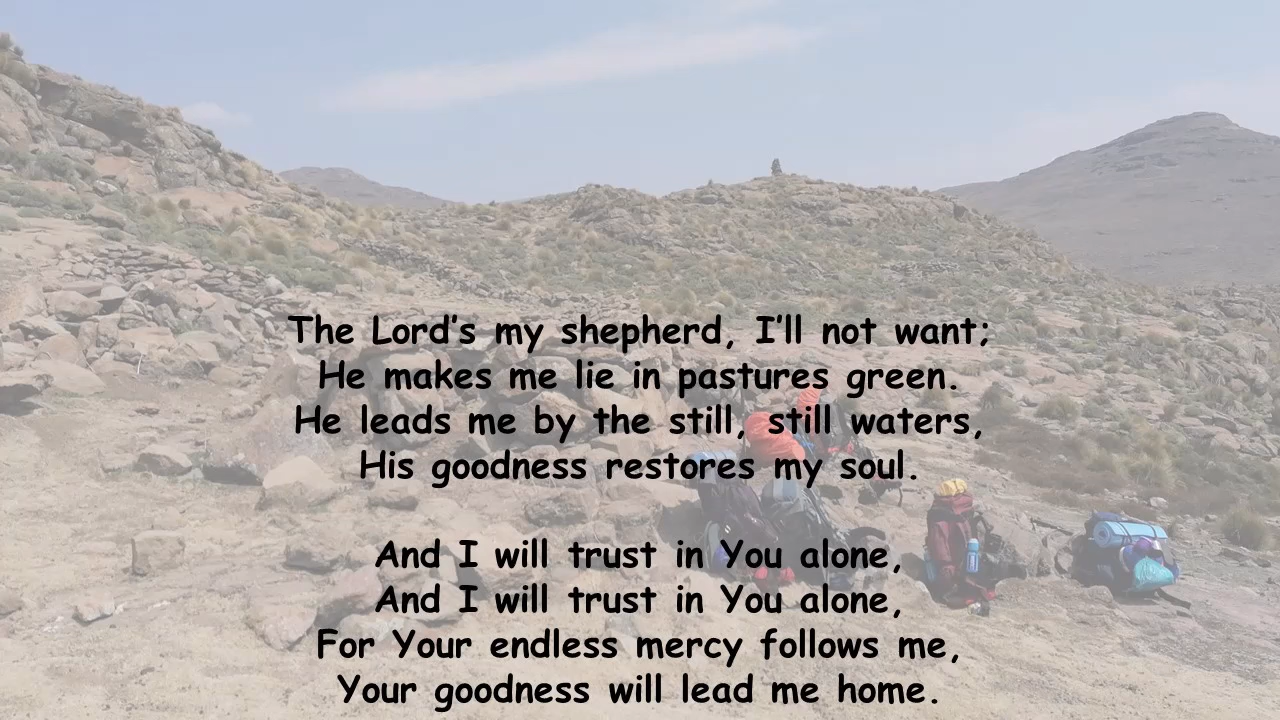 The Lord's my shepherd, I'll not want;
He makes me lie in pastures green.
He leads me by the still, still waters,
His goodness restores my soul.
And I will trust in You alone,
And I will trust in You alone,
For Your endless mercy follows me,
Your goodness will lead me home.